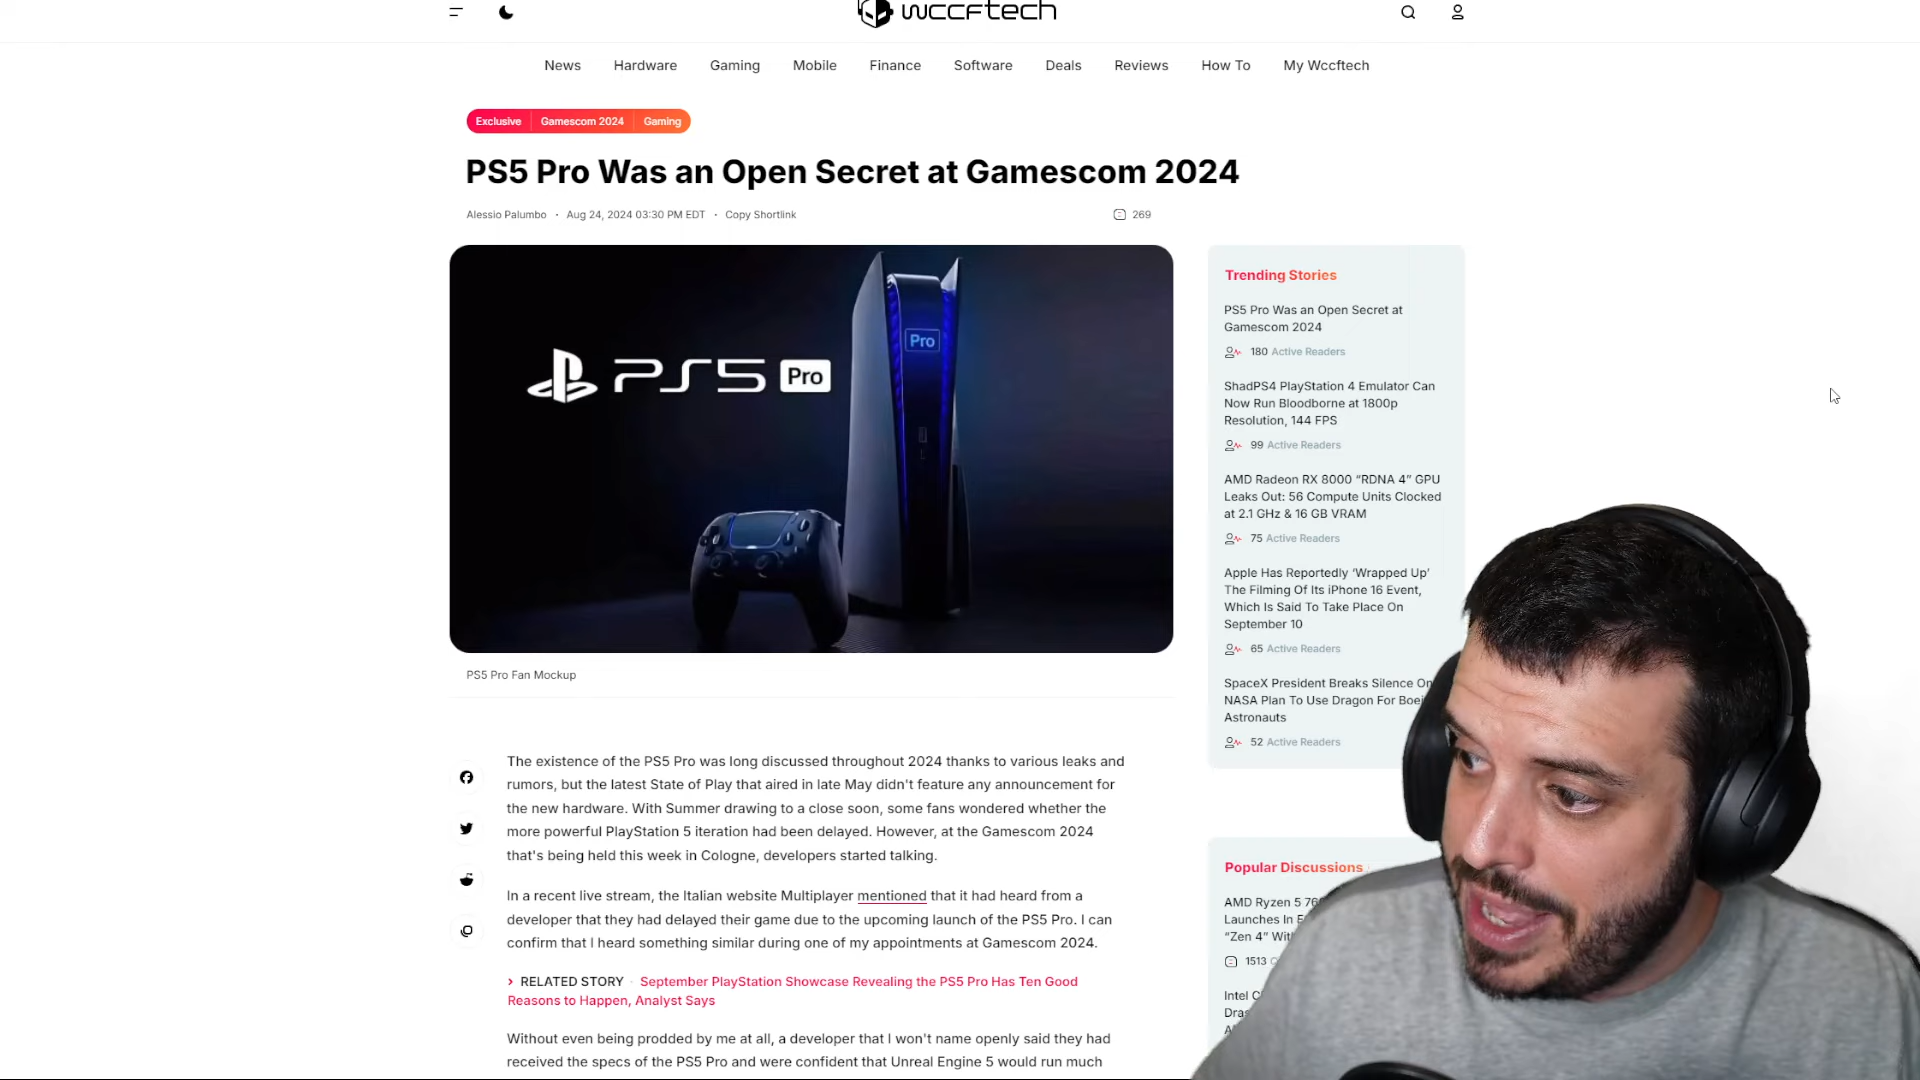 wccftech
News Hardware Gaming Mobile Finance Software Deals Reviews How To My Wccftech
Exclusive Gamescom 2024 Gaming
PS5 Pro Was an Open Secret at Gamescom 2024
Alessio Palumbo • Aug 24, 2024 03:30 PM EDT • Copy Shortlink
269
PS5 Pro
Pro
PS5 Pro Fan Mockup
The existence of the PS5 Pro was long discussed throughout 2024 thanks to various leaks and
rumors, but the latest State of Play that aired in late May didn't feature any announcement for
the new hardware. With Summer drawing to a close soon, some fans wondered whether the
more powerful PlayStation 5 iteration had been delayed. However, at the Gamescom 2024
that's being held this week in Cologne, developers started talking.
In a recent live stream, the Italian website Multiplayer mentioned that it had heard from a
developer that they had delayed their game due to the upcoming launch of the PS5 Pro. I can
confirm that I heard something similar during one of my appointments at Gamescom 2024.
› RELATED STORY · September PlayStation Showcase Revealing the PS5 Pro Has Ten Good
Reasons to Happen, Analyst Says
Without even being prodded by me at all, a developer that I won't name openly said they had
received the specs of the PS5 Pro and were confident that Unreal Engine 5 would run much
Trending Stories
PS5 Pro Was an Open Secret at
Gamescom 2024
180 Active Readers
ShadPS4 PlayStation 4 Emulator Can
Now Run Bloodborne at 1800p
Resolution, 144 FPS
99 Active Readers
AMD Radeon RX 8000 “RDNA 4” GPU
Leaks Out: 56 Compute Units Clocked
at 2.1 GHz & 16 GB VRAM
75 Active Readers
Apple Has Reportedly ‘Wrapped Up’
The Filming Of Its iPhone 16 Event,
Which Is Said To Take Place On
September 10
65 Active Readers
SpaceX President Breaks Silence On
NASA Plan To Use Dragon For
Astronauts
52 Active Readers
Popular Discussions
AMD Ryzen 5
Launches In
“Zen 4”
1513
Intel